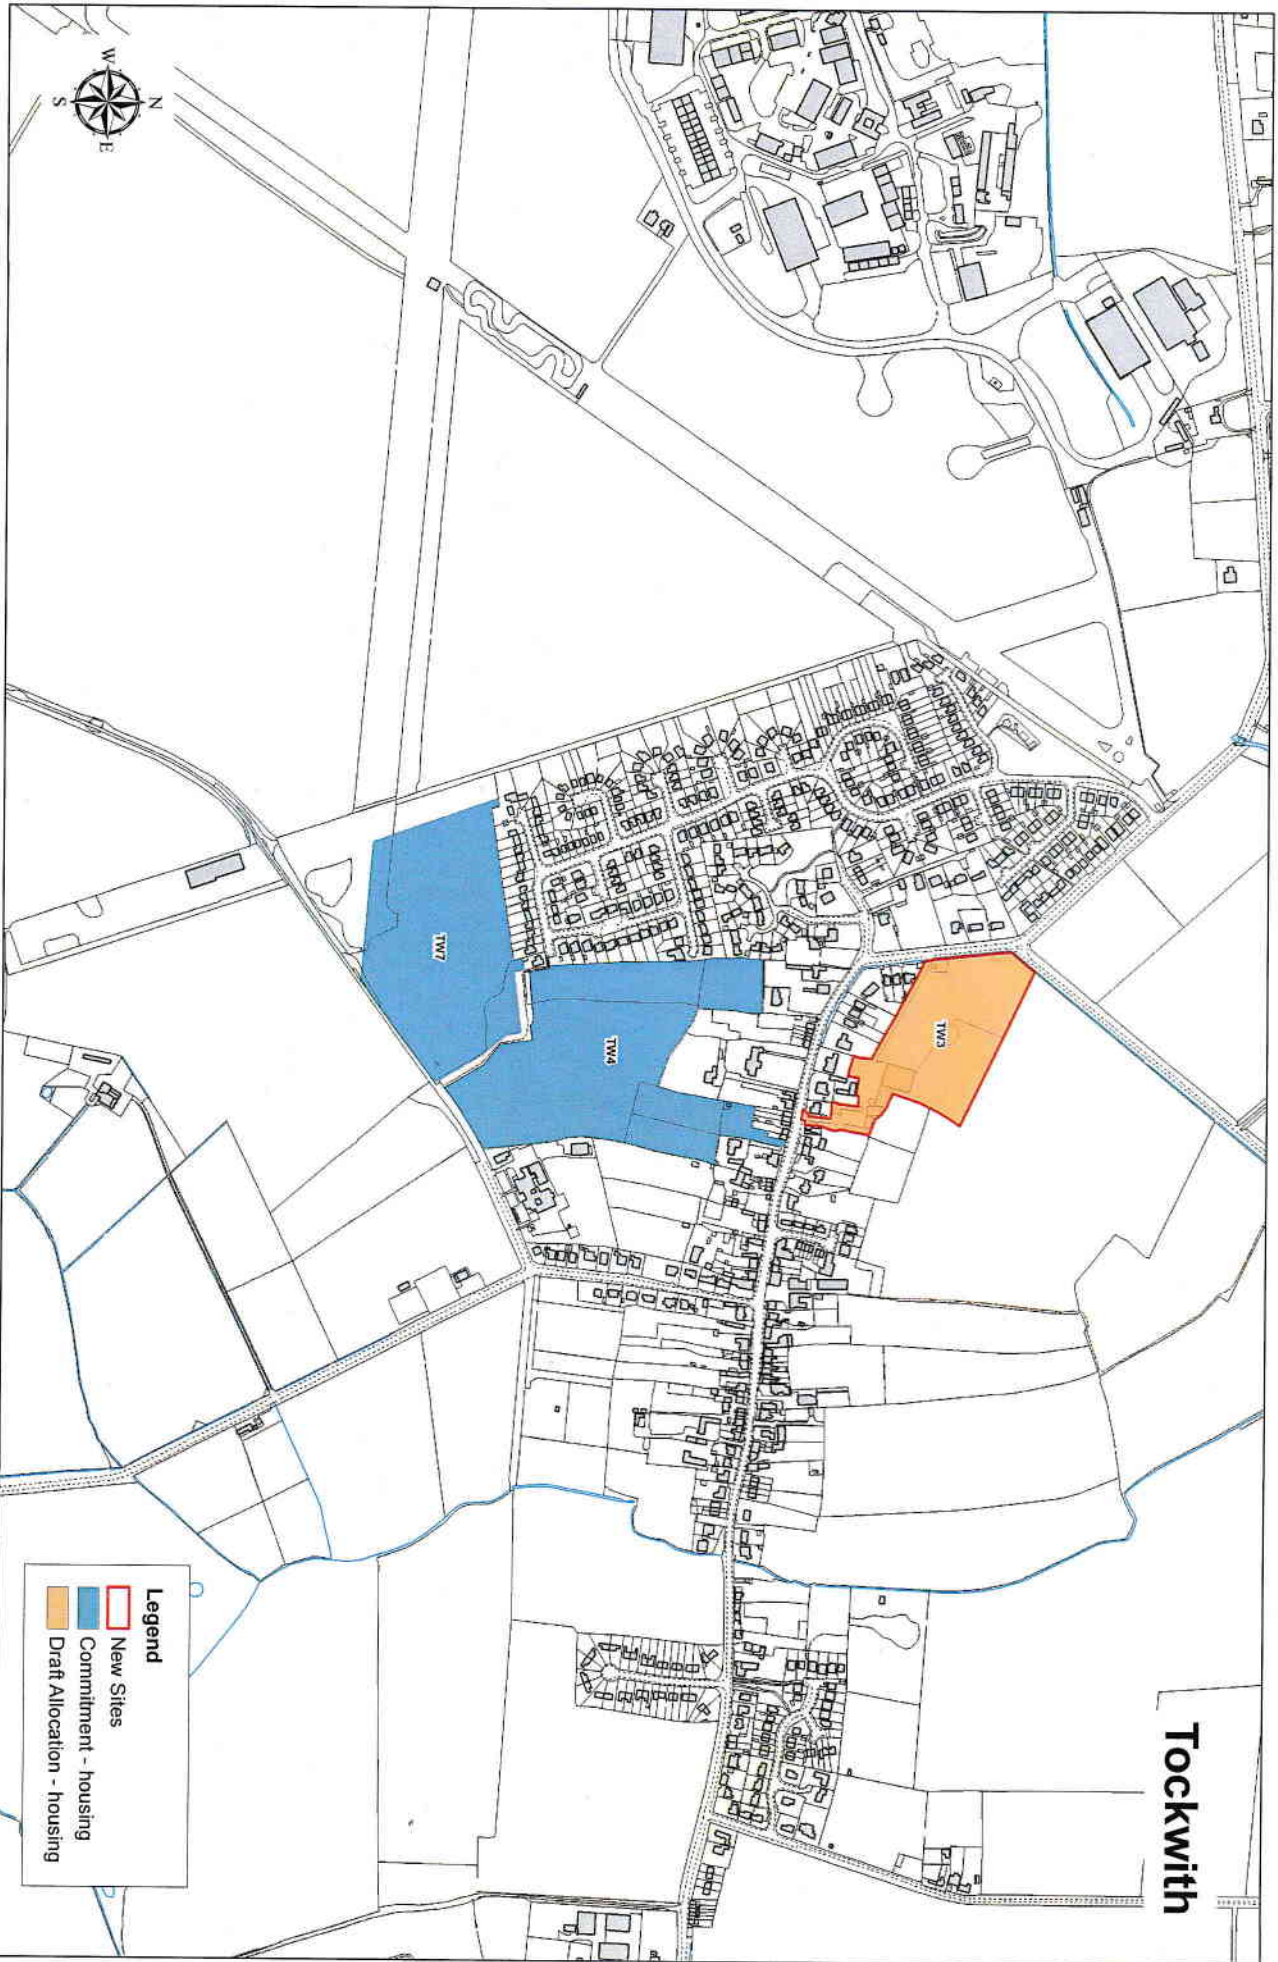 Tockwith
N
W
E
S
TW3
TW4
TW7
Legend
New Sites
Commitment - housing
Draft Allocation - housing